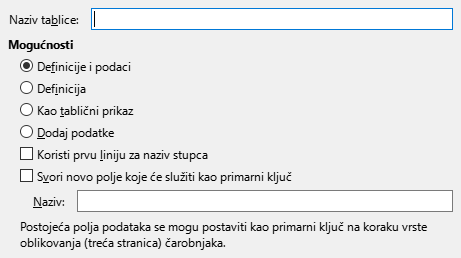 Naziv tablice:
Mogućnosti
Definicije i podaci
Definicija
Kao tablični prikaz
Dodaj podatke
Koristi prvu liniju za naziv stupca
Svori novo polje koje će služiti kao primarni ključ
Naziv:
Postojeća polja podataka se mogu postaviti kao primarni ključ na koraku vrste
oblikovanja (treća stranica) čarobnjaka.